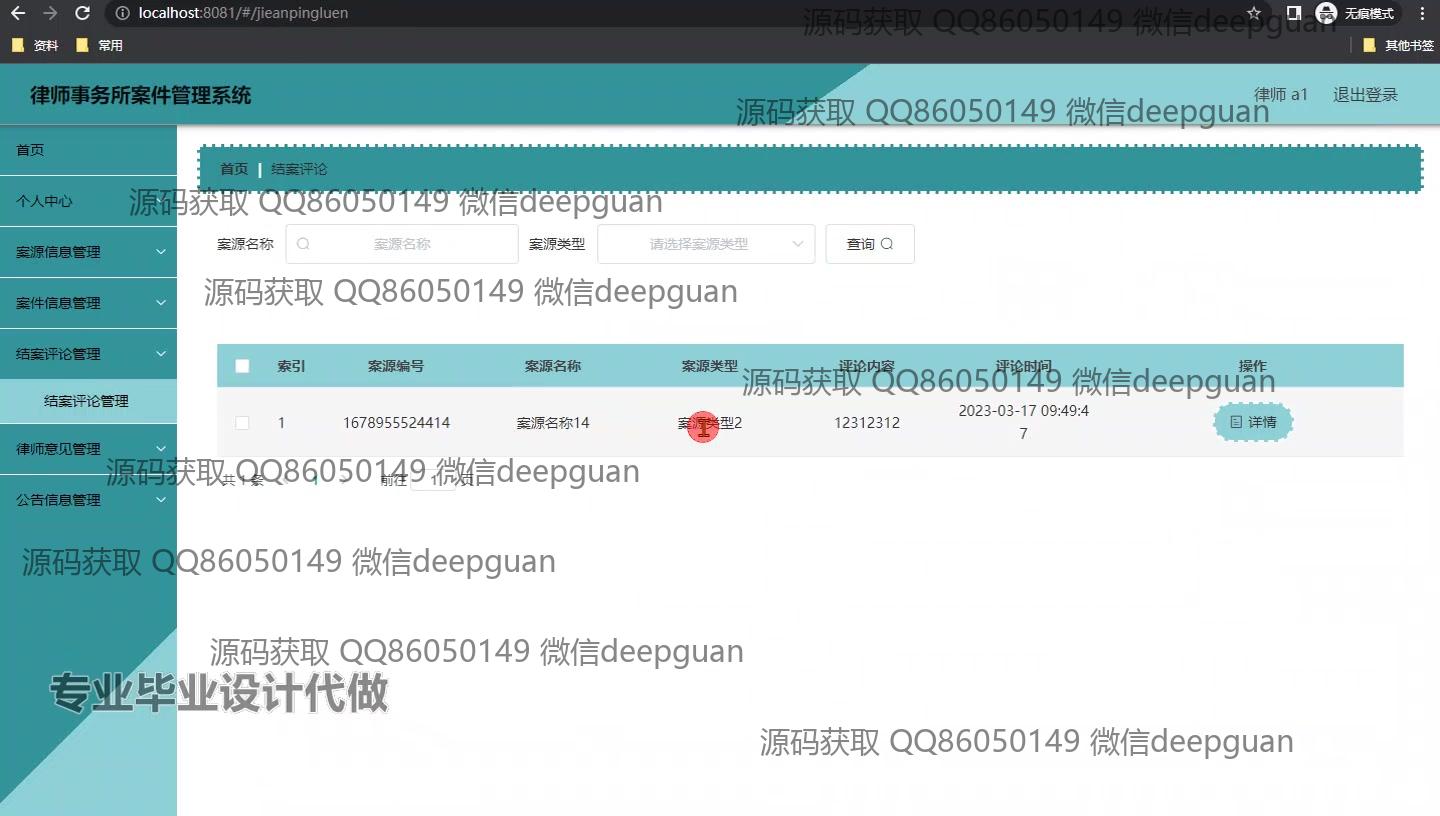 localhost:8081/#/jieanpingluen
无痕模式
源码获取 QQ86050149 微信deepguan
资料
常用
其他书签
律师事务所案件管理系统
律师 a1
退出登录
源码获取 QQ86050149 微信deepguan
首页
首页
结案评论
个人中心
源码获取 QQ86050149 微信deepguan
案源名称
案源名称
案源类型
请选择案源类型
查询
案源信息管理
源码获取 QQ86050149 微信deepguan
案件信息管理
结案评论管理
索引 案源编号 案源名称 案源类型 评论内容 评论时间 操作
源码获取 QQ86050149 微信deepguan
结案评论管理
1 1678955524414 案源名称14 案源类型2 12312312 2023-03-17 09:49:4
7
详情
律师意见管理
源码获取 QQ86050149 微信deepguan
共 1 条 1 前往 1 页
公告信息管理
源码获取 QQ86050149 微信deepguan
源码获取 QQ86050149 微信deepguan
专业毕业设计代做
源码获取 QQ86050149 微信deepguan